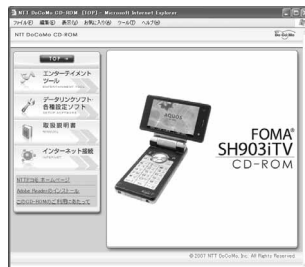 NTT DoCoMo CD-ROM [TOP] - Microsoft Internet Explorer
ファイル(F) 編集(E) 表示(V) お気に入り(A) ツール(T) ヘルプ(H)
NTT DoCoMo CD-ROM
DoCoMo
TOP
エンターテイメント
ツール
データリンクソフト・
各種設定ソフト
取扱説明書
インターネット接続
NTTドコモ ホームページ
Adobe Readerのインストール
このCD-ROMのご利用にあたって
AQUOS
FOMA®
SH903iTV
CD-ROM
© 2007 NTT DoCoMo, Inc. All Rights Reserved.